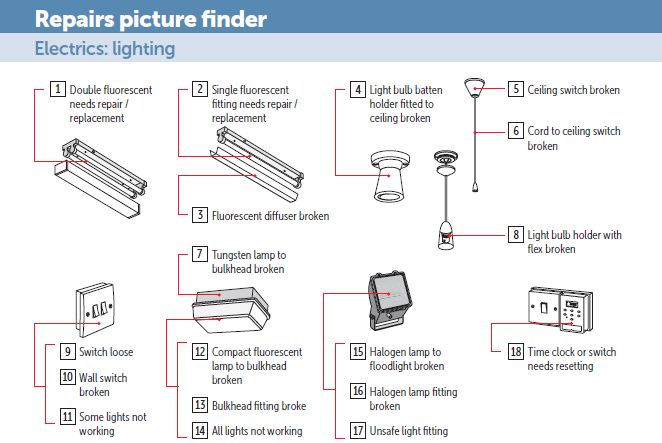 Repairs picture finder
Electrics: lighting
1 Double fluorescent
needs repair /
replacement
2 Single fluorescent
fitting needs repair /
replacement
4 Light bulb batten
holder fitted to
ceiling broken
5 Ceiling switch broken
6 Cord to ceiling switch
broken
3 Fluorescent diffuser broken
8 Light bulb holder with
flex broken
7 Tungsten lamp to
bulkhead broken
9 Switch loose
10 Wall switch
broken
11 Some lights not
working
12 Compact fluorescent
lamp to bulkhead
broken
13 Bulkhead fitting broke
14 All lights not working
15 Halogen lamp to
floodlight broken
16 Halogen lamp fitting
broken
17 Unsafe light fitting
18 Time clock or switch
needs resetting